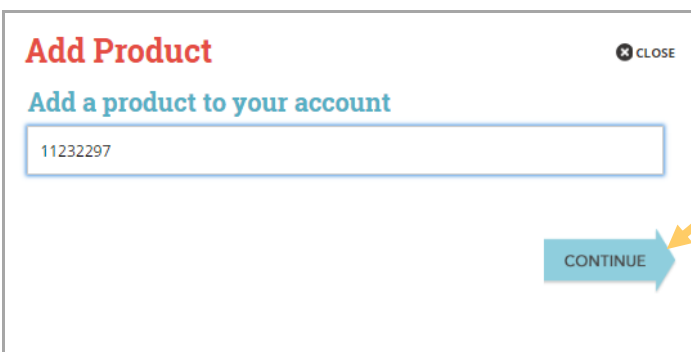 Add Product
CLOSE
Add a product to your account
11232297
CONTINUE